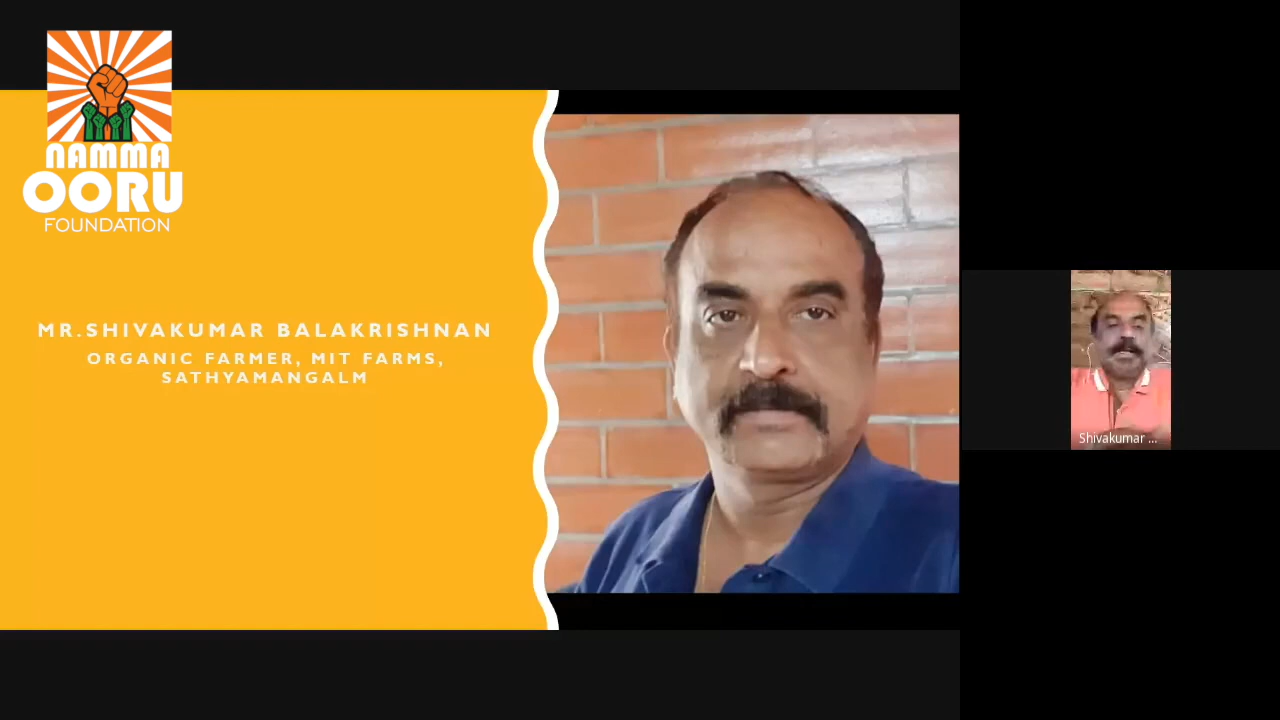 NAMMA
OORU
FOUNDATION
MR.SHIVAKUMAR BALAKRISHNAN
ORGANIC FARMER, MIT FARMS,
SATHYAMANGALM
Shivakumar ...